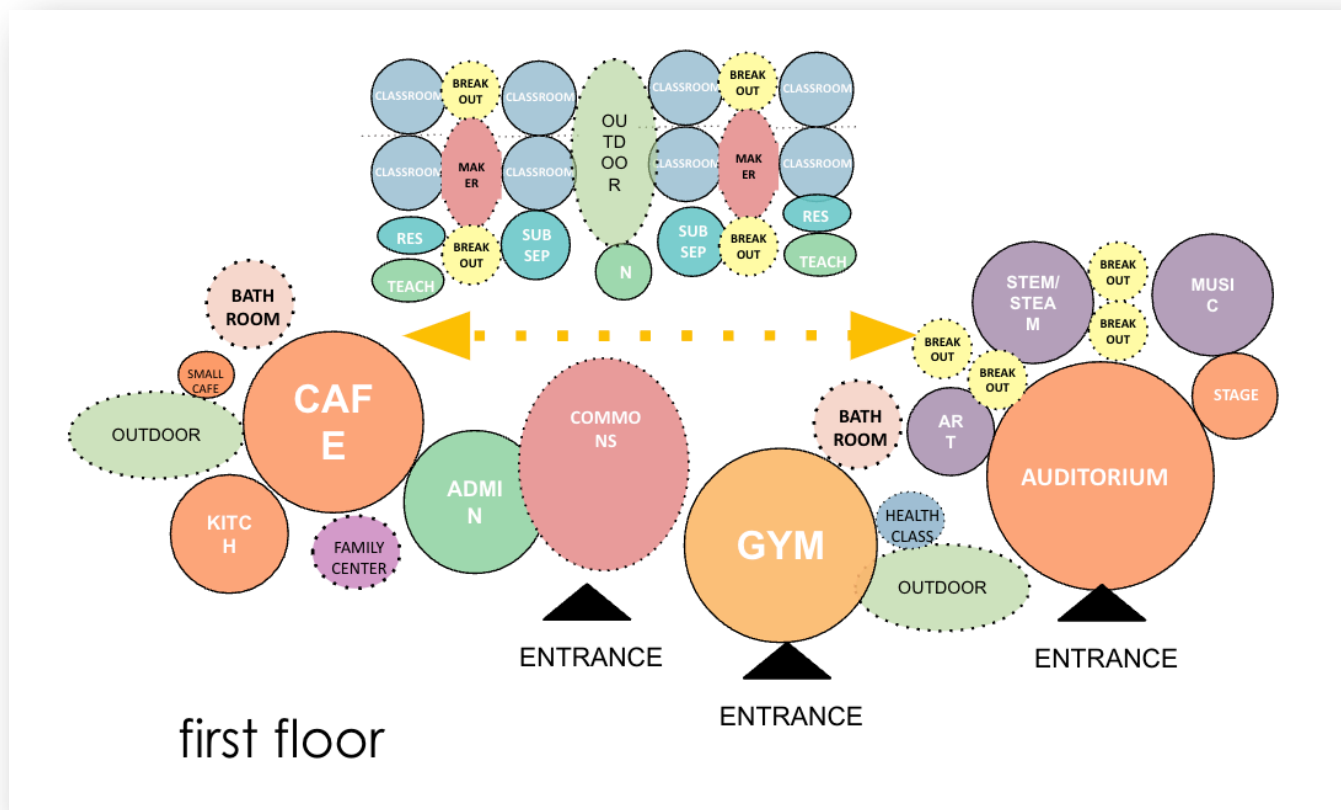 CLASSROOM
BREAK
OUT
CLASSROOM
CLASSROOM
BREAK
OUT
CLASSROOM
OU
TD
OO
R
CLASSROOM
MAK
ER
CLASSROOM
CLASSROOM
MAK
ER
CLASSROOM
RES
BREAK
OUT
SUB
SEP
SUB
SEP
BREAK
OUT
RES
TEACH
N
TEACH
BATH
ROOM
STEM/
STEA
M
BREAK
OUT
MUSI
C
BREAK
OUT
BREAK
OUT
BREAK
OUT
SMALL
CAFE
CAF
E
OUTDOOR
COMMO
NS
BATH
ROOM
AR
T
STAGE
AUDITORIUM
ADMI
N
KITC
H
FAMILY
CENTER
GYM
HEALTH
CLASS
OUTDOOR
ENTRANCE
ENTRANCE
ENTRANCE
first floor